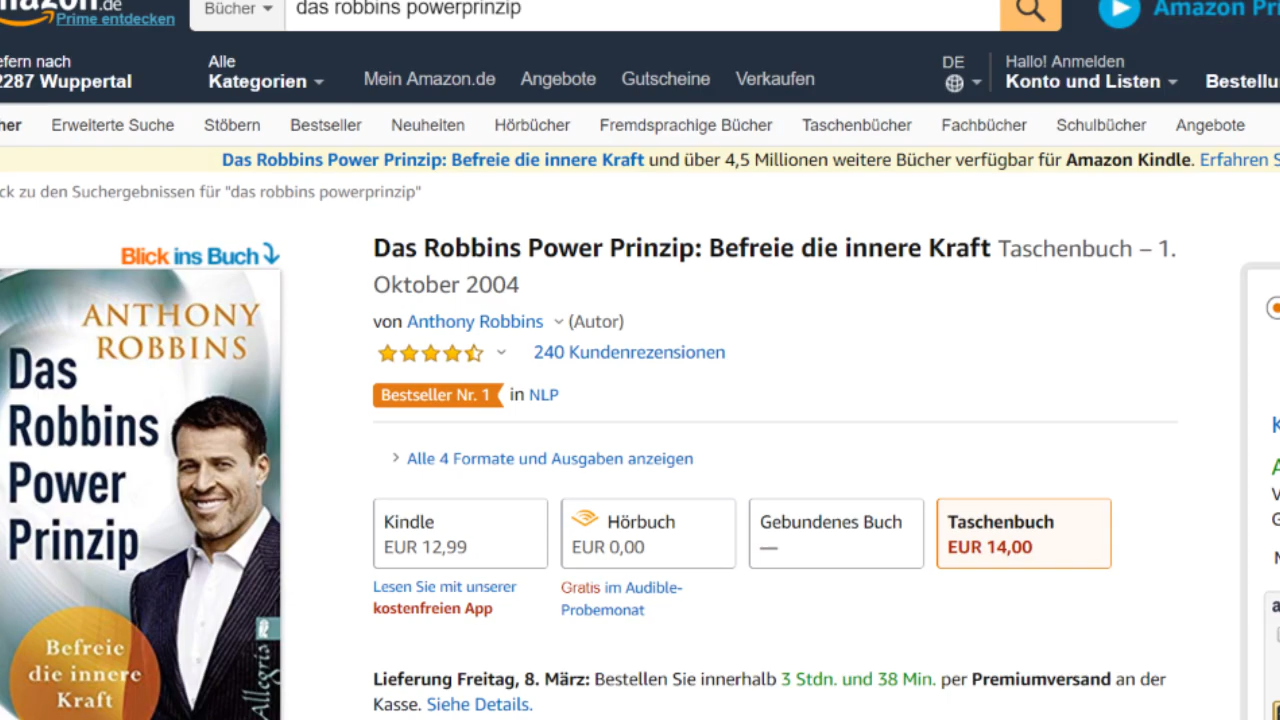 mazon.de
Prime entdecken
Bücher
das robbins powerprinzip
Amazon Pri
efern nach
2287 Wuppertal
Alle
Kategorien
Mein Amazon.de Angebote Gutscheine Verkaufen
DE
Hallo! Anmelden
Konto und Listen
Bestellu
her Erweiterte Suche Stöbern Bestseller Neuheiten Hörbücher Fremdsprachige Bücher Taschenbücher Fachbücher Schulbücher Angebote
Das Robbins Power Prinzip: Befreie die innere Kraft und über 4,5 Millionen weitere Bücher verfügbar für Amazon Kindle. Erfahren S
ck zu den Suchergebnissen für "das robbins powerprinzip"
Blick ins Buch
ANTHONY
ROBBINS
Das
Robbins
Power
Prinzip
Befreie
die innere
Kraft
Allegria
Das Robbins Power Prinzip: Befreie die innere Kraft Taschenbuch – 1.
Oktober 2004
von Anthony Robbins (Autor)
240 Kundenrezensionen
Bestseller Nr. 1 in NLP
Alle 4 Formate und Ausgaben anzeigen
Kindle
EUR 12,99
Lesen Sie mit unserer
kostenfreien App
Hörbuch
EUR 0,00
Gratis im Audible-
Probemonat
Gebundenes Buch
—
Taschenbuch
EUR 14,00
Lieferung Freitag, 8. März: Bestellen Sie innerhalb 3 Stdn. und 38 Min. per Premiumversand an der
Kasse. Siehe Details.